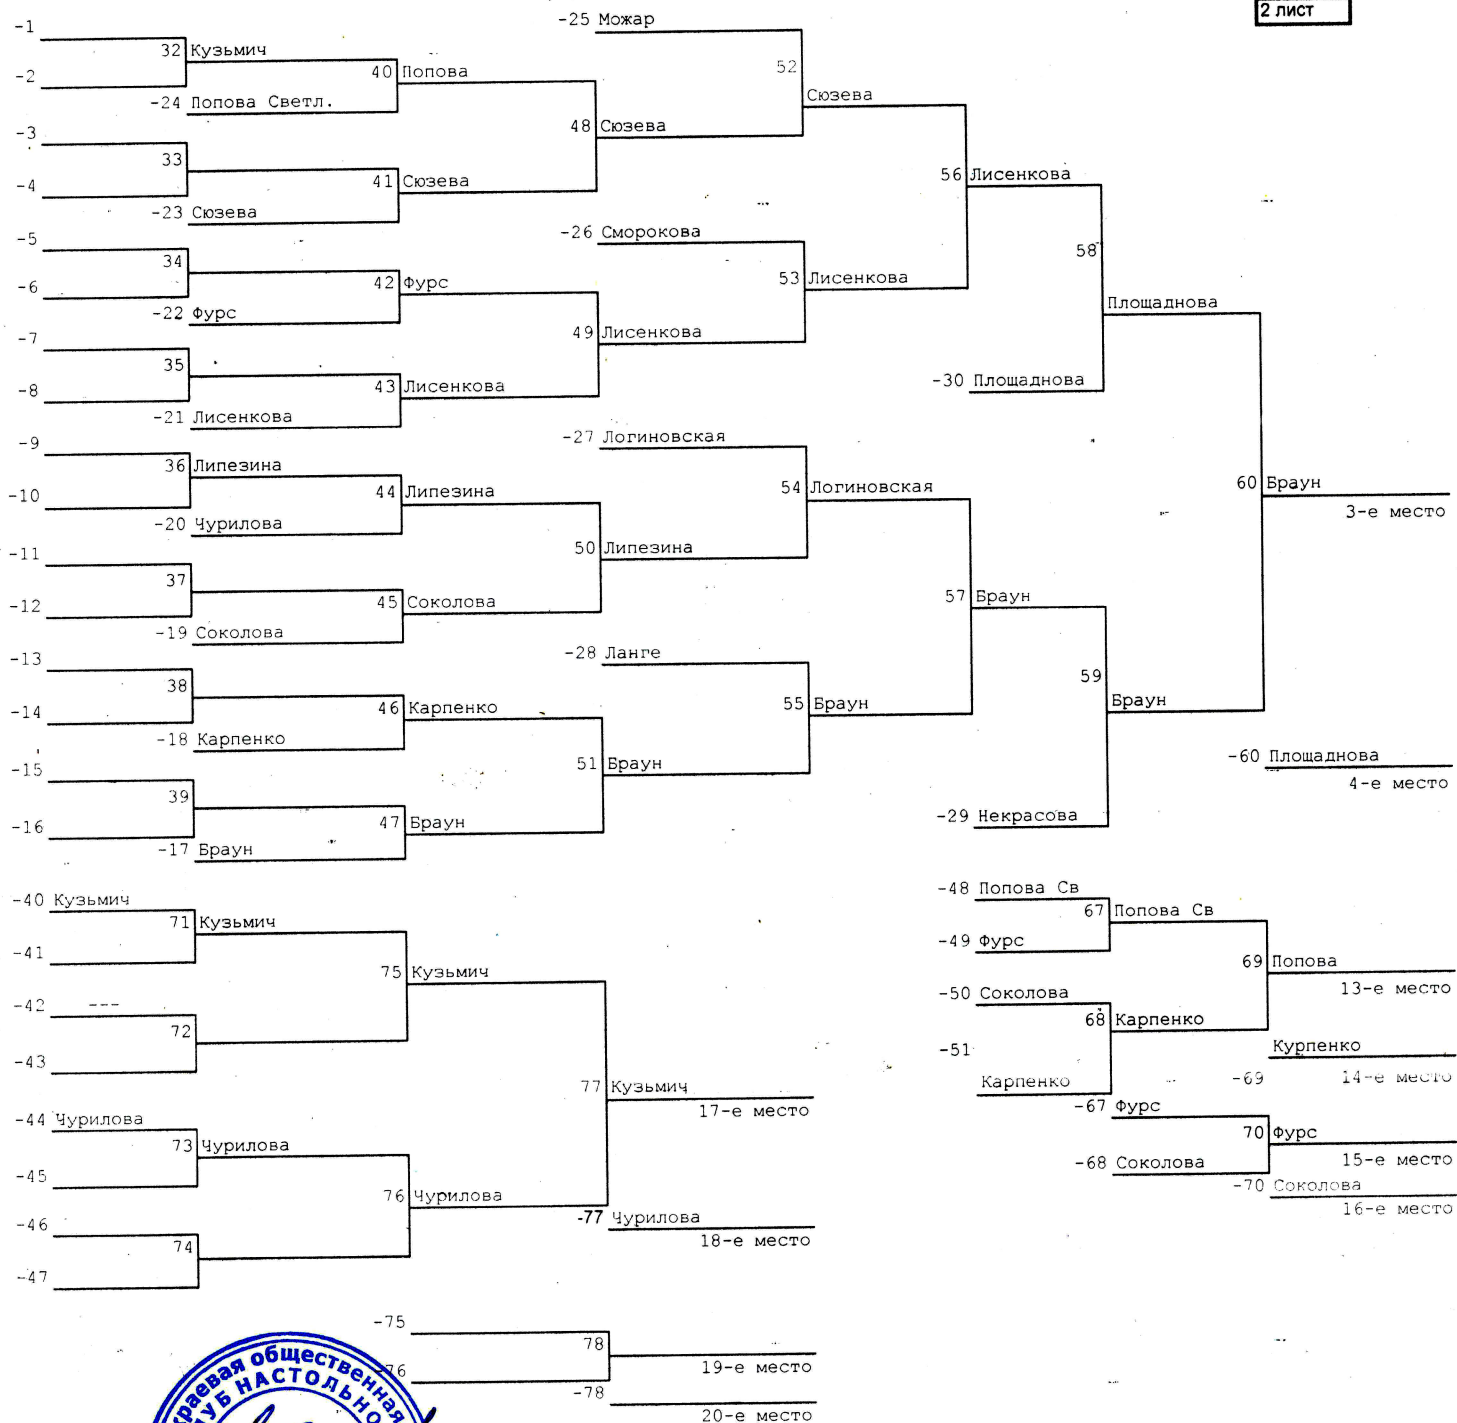 2 лист
-1
-25 Можар
32 Кузьмич
-2
40 Попова
52
-24 Попова Светл.
Сюзева
-3
48 Сюзева
33
-4
41 Сюзева
56 Лисенкова
-23 Сюзева
-5
-26 Сморокова
34
58
-6
42 Фурс
53 Лисенкова
-22 Фурс
Площаднова
-7
49 Лисенкова
35
-8
43 Лисенкова
-30 Площаднова
-21 Лисенкова
-9
-27 Логиновская
36 Липезина
-10
44 Липезина
54 Логиновская
60 Браун
-20 Чурилова
3-е место
-11
50 Липезина
37
-12
45 Соколова
57 Браун
-19 Соколова
-13
-28 Ланге
38
59
-14
46 Карпенко
55 Браун
Браун
-18 Карпенко
-15
51 Браун
-60 Площаднова
4-е место
39
-16
47 Браун
-29 Некрасова
-17 Браун
-40 Кузьмич
-48 Попова Св
71 Кузьмич
67 Попова Св
-41
-49 Фурс
75 Кузьмич
69 Попова
13-е место
-42 ---
-50 Соколова
72
68 Карпенко
-43
-51
Карпенко
Курпенко
-69
14-е место
77 Кузьмич
17-е место
-44 Чурилова
-67 Фурс
73 Чурилова
70 Фурс
15-е место
-45
-68 Соколова
76 Чурилова
-70 Соколова
16-е место
-46
-77 Чурилова
18-е место
74
-47
-75
78
19-е место
76
-78
20-е место
краевая общественная
КЛУБ НАСТОЛЬНО